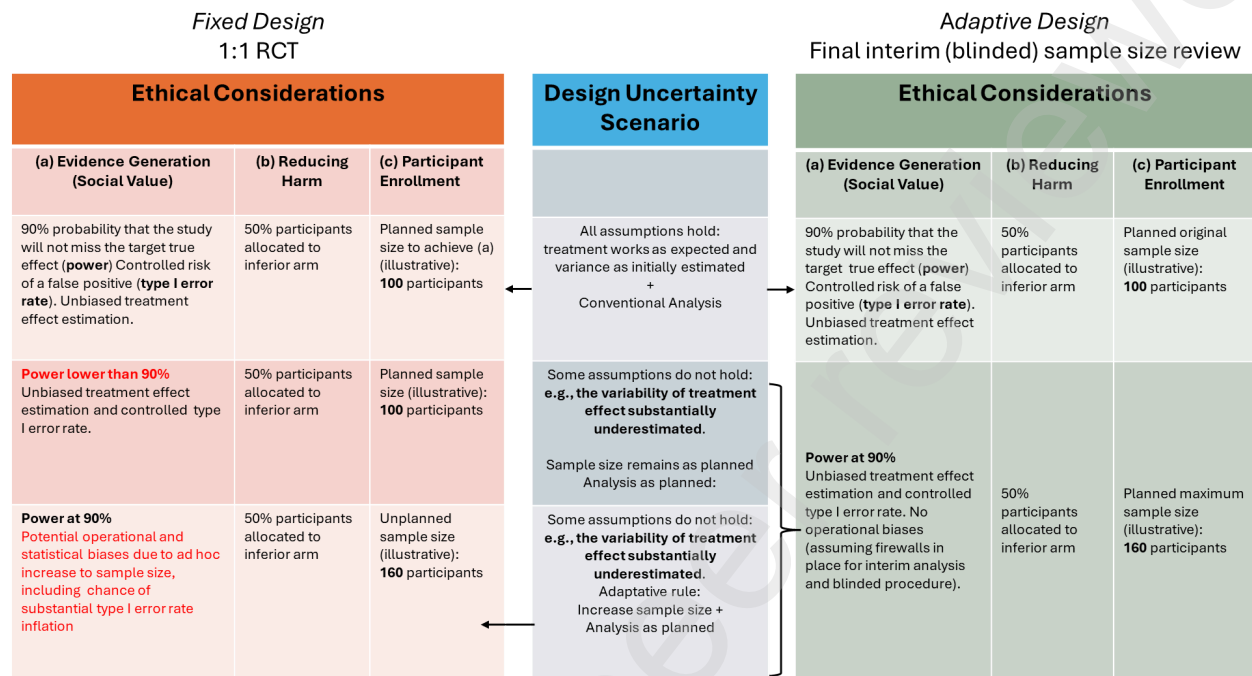 Fixed Design
1:1 RCT
Adaptive Design
Final interim (blinded) sample size review
Ethical Considerations
Design Uncertainty
Scenario
Ethical Considerations
(a) Evidence Generation
(Social Value)
(b) Reducing
Harm
(c) Participant
Enrollment
(a) Evidence Generation
(Social Value)
(b) Reducing
Harm
(c) Participant
Enrollment
90% probability that the study
will not miss the target true
effect (power) Controlled risk
of a false positive (type I error
rate). Unbiased treatment
effect estimation.
50% participants
allocated to
inferior arm
Planned sample
size to achieve (a)
(illustrative):
100 participants
All assumptions hold:
treatment works as expected and
variance as initially estimated
+
Conventional Analysis
90% probability that the
study will not miss the
target true effect (power)
Controlled risk of a false
positive (type I error rate).
Unbiased treatment effect
estimation.
50%
participants
allocated to
inferior arm
Planned original
sample size
(illustrative):
100 participants
Power lower than 90%
Unbiased treatment effect
estimation and controlled type
I error rate.
50% participants
allocated to
inferior arm
Planned sample
size (illustrative):
100 participants
Some assumptions do not hold:
e.g., the variability of treatment
effect substantially
underestimated.
Sample size remains as planned
Analysis as planned:
Power at 90%
Unbiased treatment effect
estimation and controlled
type I error rate. No
operational biases
(assuming firewalls in
place for interim analysis
and blinded procedure).
50%
participants
allocated to
inferior arm
Planned maximum
sample size
(illustrative):
160 participants
Power at 90%
Potential operational and
statistical biases due to ad hoc
increase to sample size,
including chance of
substantial type I error rate
inflation
50% participants
allocated to
inferior arm
Unplanned
sample size
(illustrative):
160 participants
Some assumptions do not hold:
e.g., the variability of treatment
effect substantially
underestimated.
Adaptative rule:
Increase sample size +
Analysis as planned
eer review